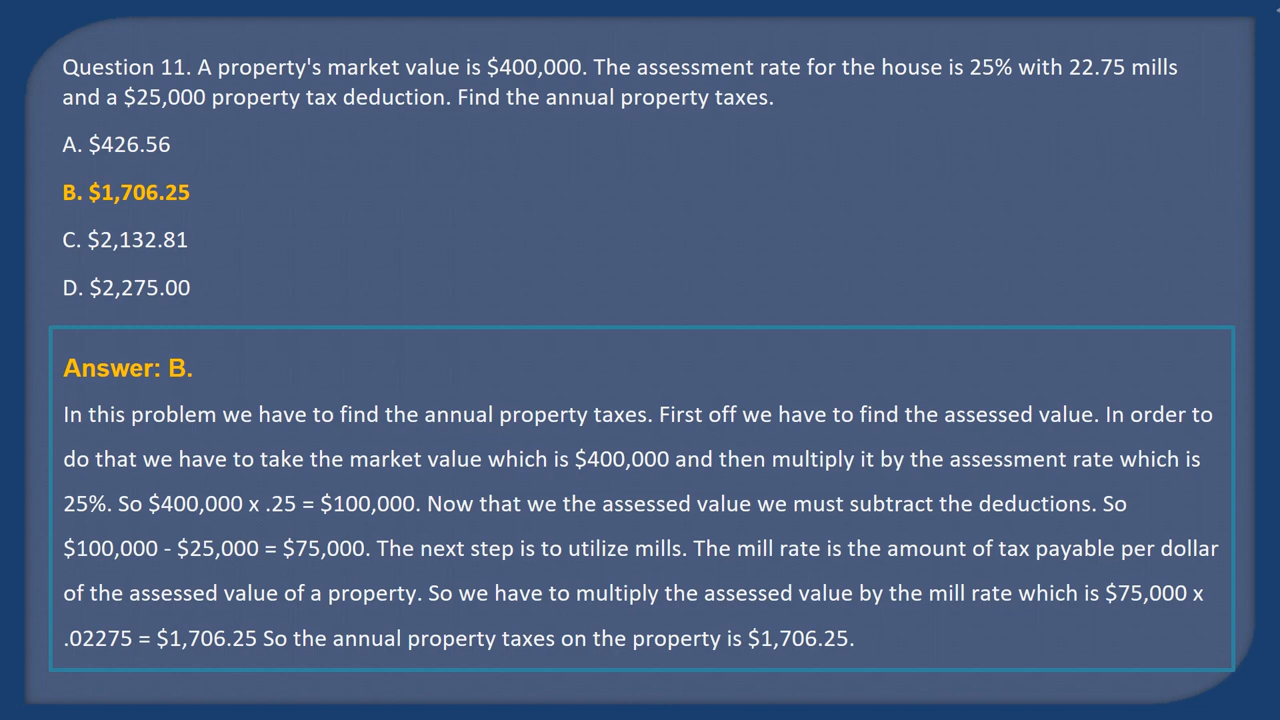 Question 11. A property's market value is $400,000. The assessment rate for the house is 25% with 22.75 mills
and a $25,000 property tax deduction. Find the annual property taxes.
A. $426.56
B. $1,706.25
C. $2,132.81
D. $2,275.00
Answer: B.
In this problem we have to find the annual property taxes. First off we have to find the assessed value. In order to
do that we have to take the market value which is $400,000 and then multiply it by the assessment rate which is
25%. So $400,000 x .25 = $100,000. Now that we the assessed value we must subtract the deductions. So
$100,000 - $25,000 = $75,000. The next step is to utilize mills. The mill rate is the amount of tax payable per dollar
of the assessed value of a property. So we have to multiply the assessed value by the mill rate which is $75,000 x
.02275 = $1,706.25 So the annual property taxes on the property is $1,706.25.